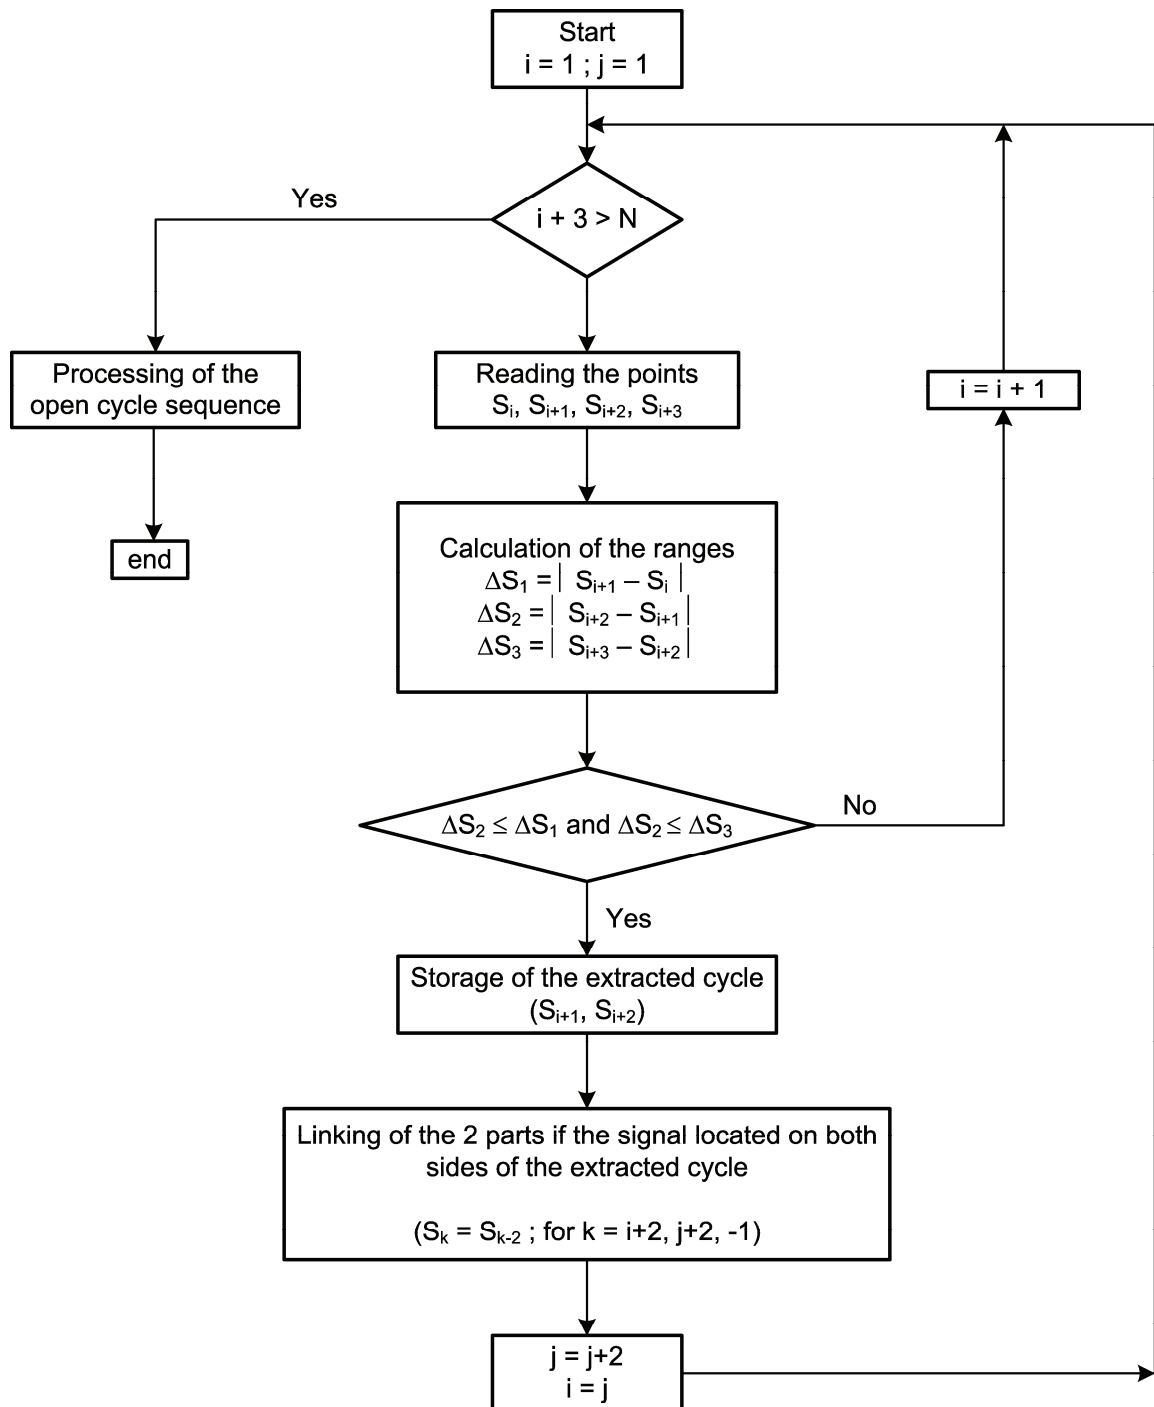 Start
i = 1 ; j = 1
i + 3 > N
Yes
Processing of the
open cycle sequence
end
Reading the points
Sᵢ, Sᵢ₊₁, Sᵢ₊₂, Sᵢ₊₃
i = i + 1
Calculation of the ranges
ΔS₁ = | Sᵢ₊₁ – Sᵢ |
ΔS₂ = | Sᵢ₊₂ – Sᵢ₊₁ |
ΔS₃ = | Sᵢ₊₃ – Sᵢ₊₂ |
ΔS₂ ≤ ΔS₁ and ΔS₂ ≤ ΔS₃
No
Yes
Storage of the extracted cycle
(Sᵢ₊₁, Sᵢ₊₂)
Linking of the 2 parts if the signal located on both
sides of the extracted cycle
(Sₖ = Sₖ₋₂ ; for k = i+2, j+2, -1)
j = j+2
i = j